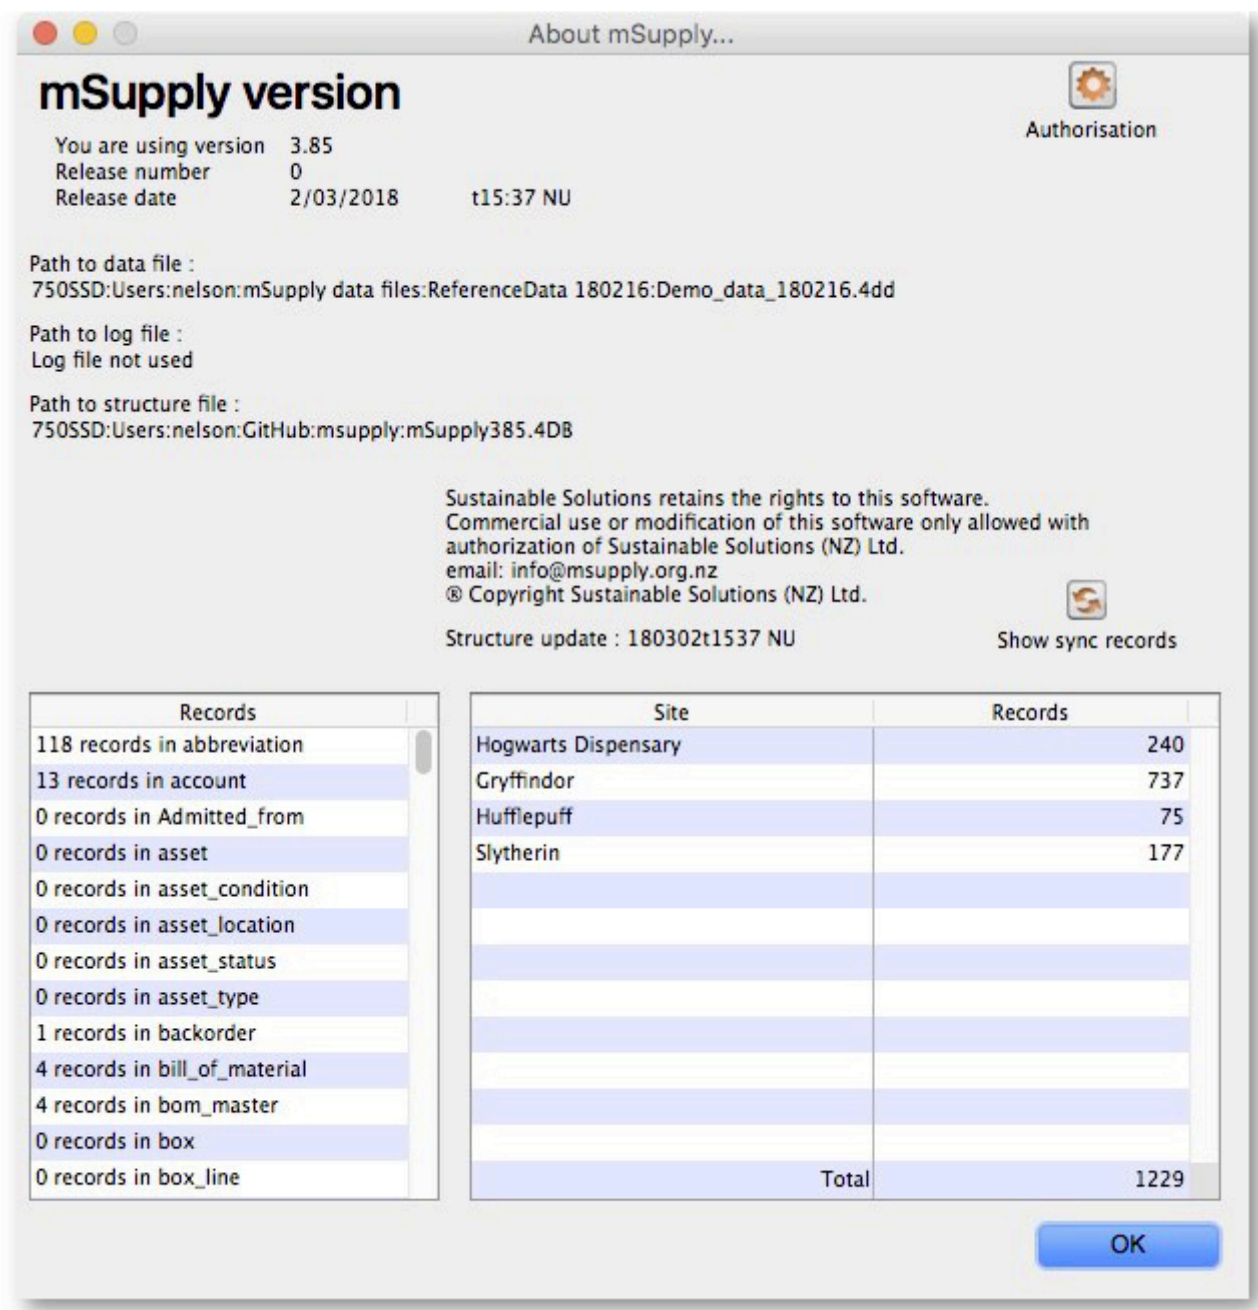 About mSupply...
mSupply version
Authorisation
You are using version 3.85
Release number 0
Release date 2/03/2018 t15:37 NU
Path to data file :
750SSD:Users:nelson:mSupply data files:ReferenceData 180216:Demo_data_180216.4dd
Path to log file :
Log file not used
Path to structure file :
750SSD:Users:nelson:GitHub:msupply:mSupply385.4DB
Sustainable Solutions retains the rights to this software.
Commercial use or modification of this software only allowed with
authorization of Sustainable Solutions (NZ) Ltd.
email: info@msupply.org.nz
® Copyright Sustainable Solutions (NZ) Ltd.
Structure update : 180302t1537 NU
Show sync records
Records
118 records in abbreviation
13 records in account
0 records in Admitted_from
0 records in asset
0 records in asset_condition
0 records in asset_location
0 records in asset_status
0 records in asset_type
1 records in backorder
4 records in bill_of_material
4 records in bom_master
0 records in box
0 records in box_line
Site Records
Hogwarts Dispensary 240
Gryffindor 737
Hufflepuff 75
Slytherin 177
Total 1229
OK